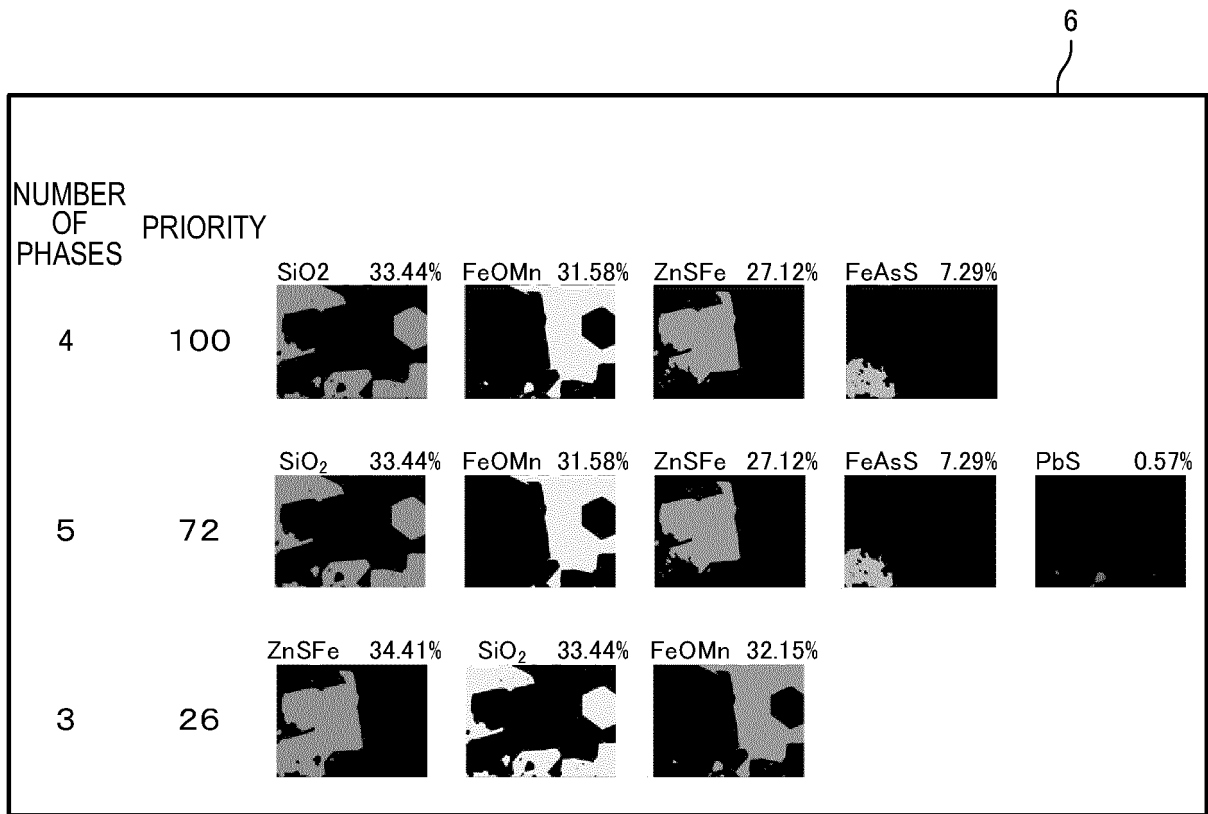 6
NUMBER
OF
PHASES
PRIORITY
SiO2 33.44% FeOMn 31.58% ZnSFe 27.12% FeAsS 7.29%
4 100
SiO₂ 33.44% FeOMn 31.58% ZnSFe 27.12% FeAsS 7.29% PbS 0.57%
5 72
ZnSFe 34.41% SiO₂ 33.44% FeOMn 32.15%
3 26